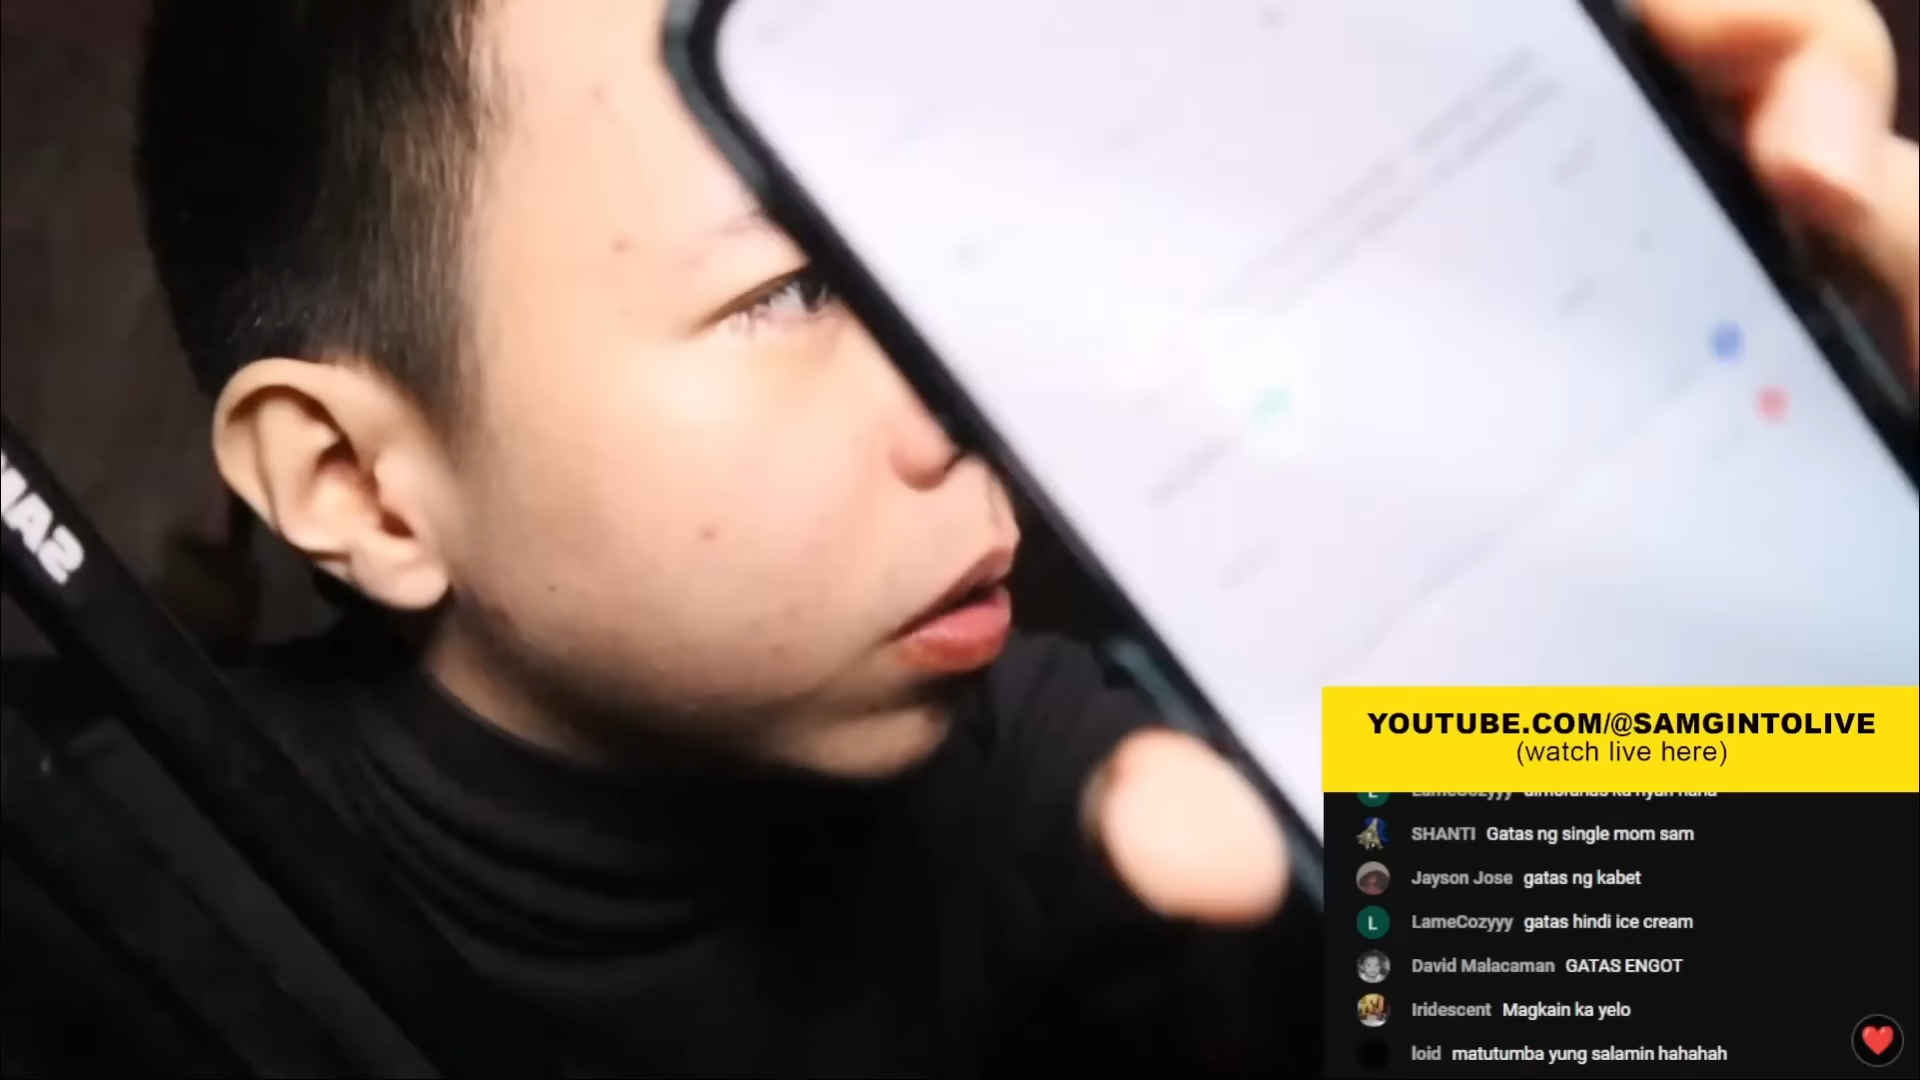 YOUTUBE.COM/@SAMGINTOLIVE
(watch live here)
SHANTI Gatas ng single mom sam
Jayson Jose gatas ng kabet
L LameCozyyy gatas hindi ice cream
David Malacaman GATAS ENGOT
Iridescent Magkain ka yelo
loid matutumba yung salamin hahahah